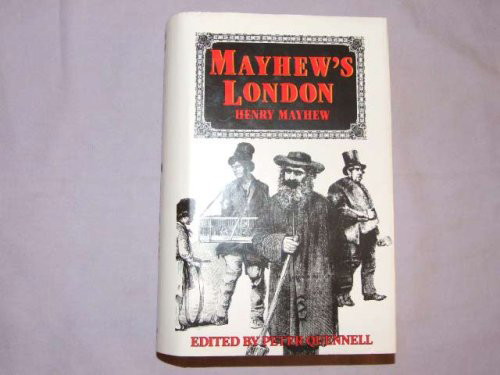 MAYHEW'S
LONDON
HENRY MAYHEW
EDITED BY PETER QUENNELL